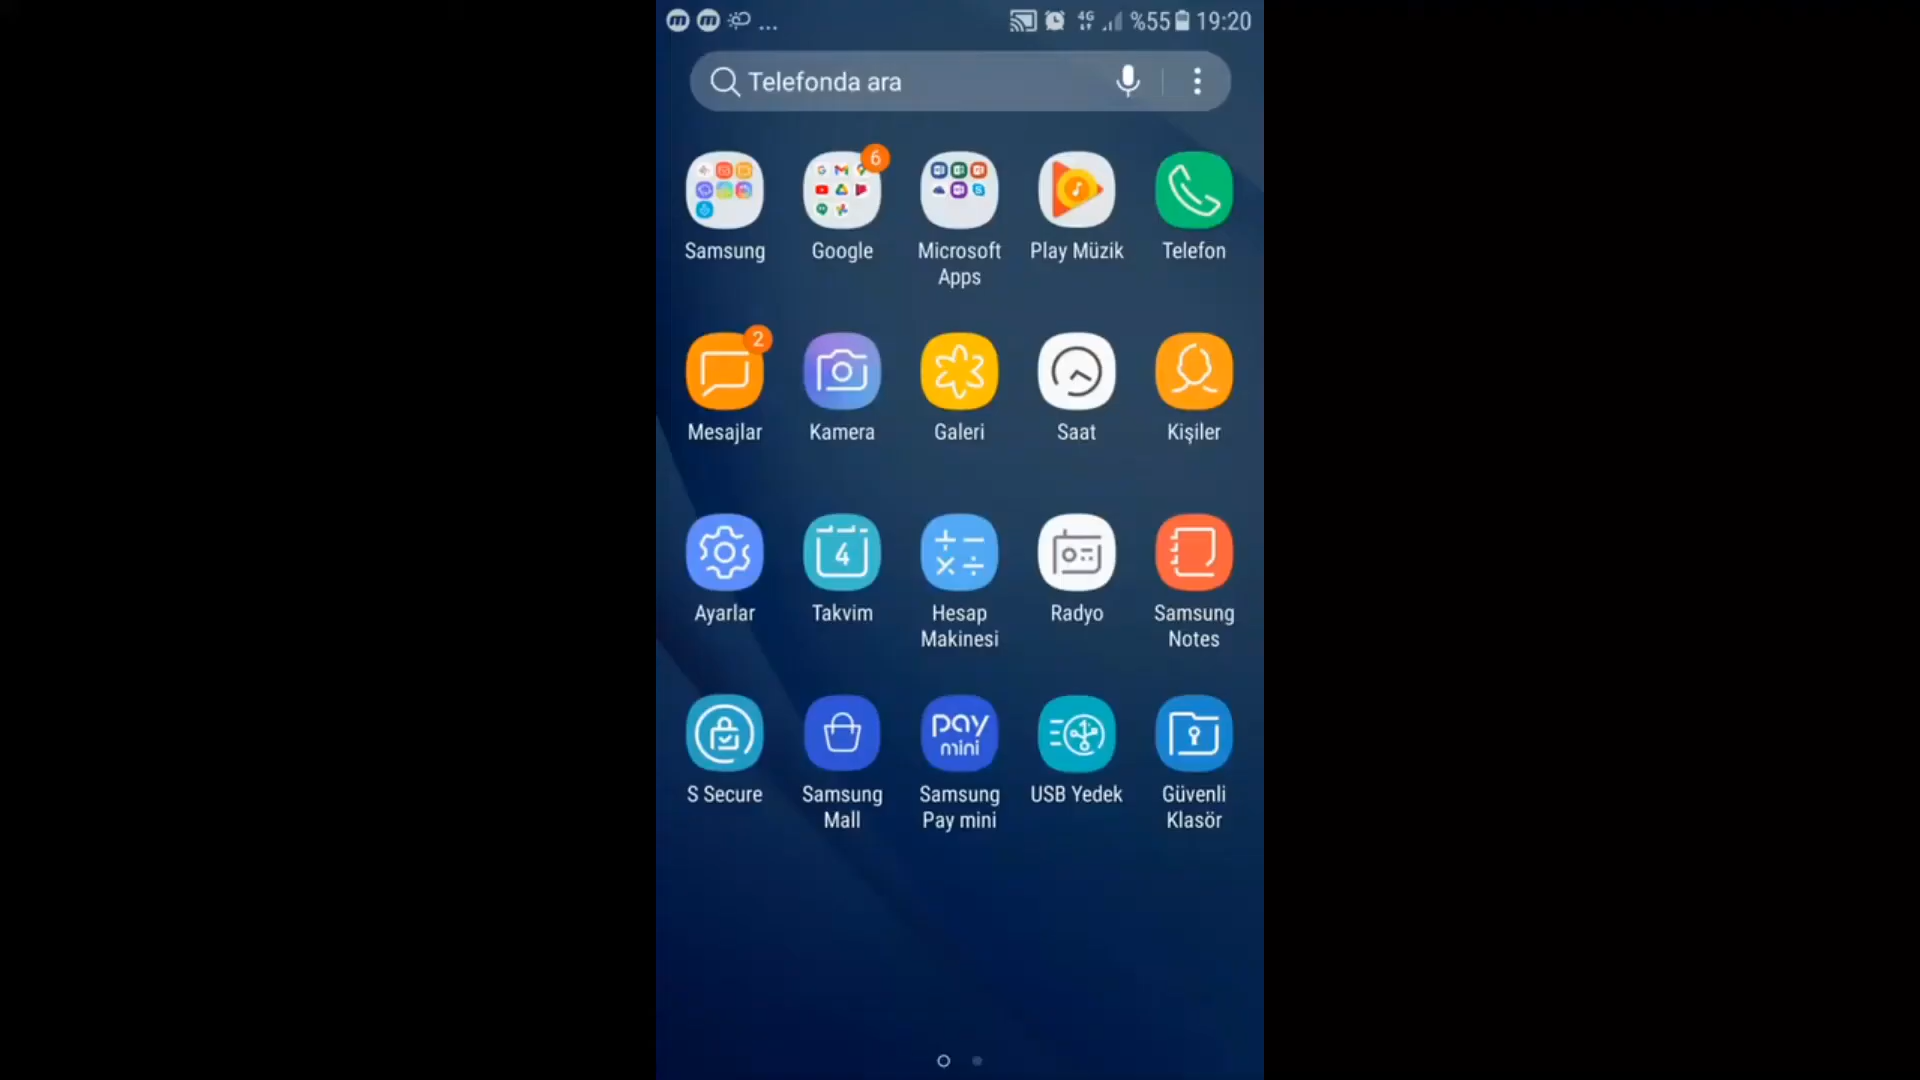 %55 19:20
Telefonda ara
6
Samsung Google Microsoft Apps Play Müzik Telefon
2
Mesajlar Kamera Galeri Saat Kişiler
4
Ayarlar Takvim Hesap Makinesi Radyo Samsung Notes
pay mini
S Secure Samsung Mall Samsung Pay mini USB Yedek Güvenli Klasör